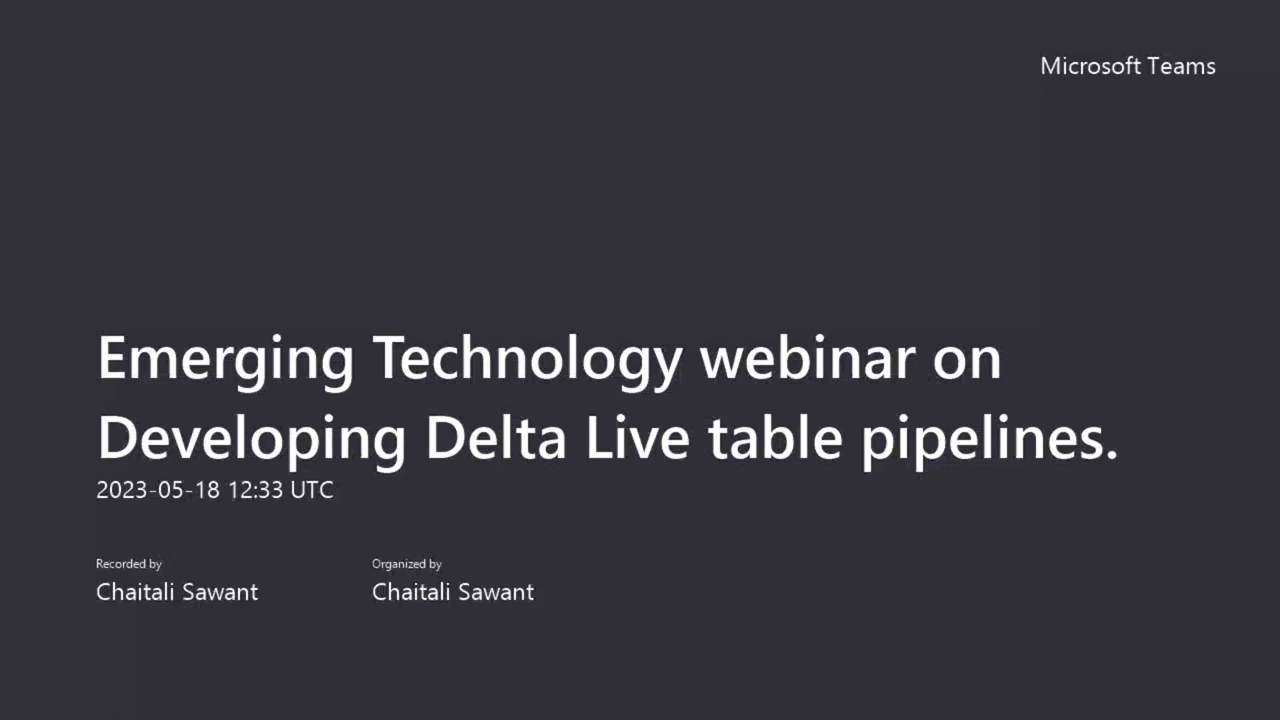 Microsoft Teams
Emerging Technology webinar on
Developing Delta Live table pipelines.
2023-05-18 12:33 UTC
Recorded by
Chaitali Sawant
Organized by
Chaitali Sawant